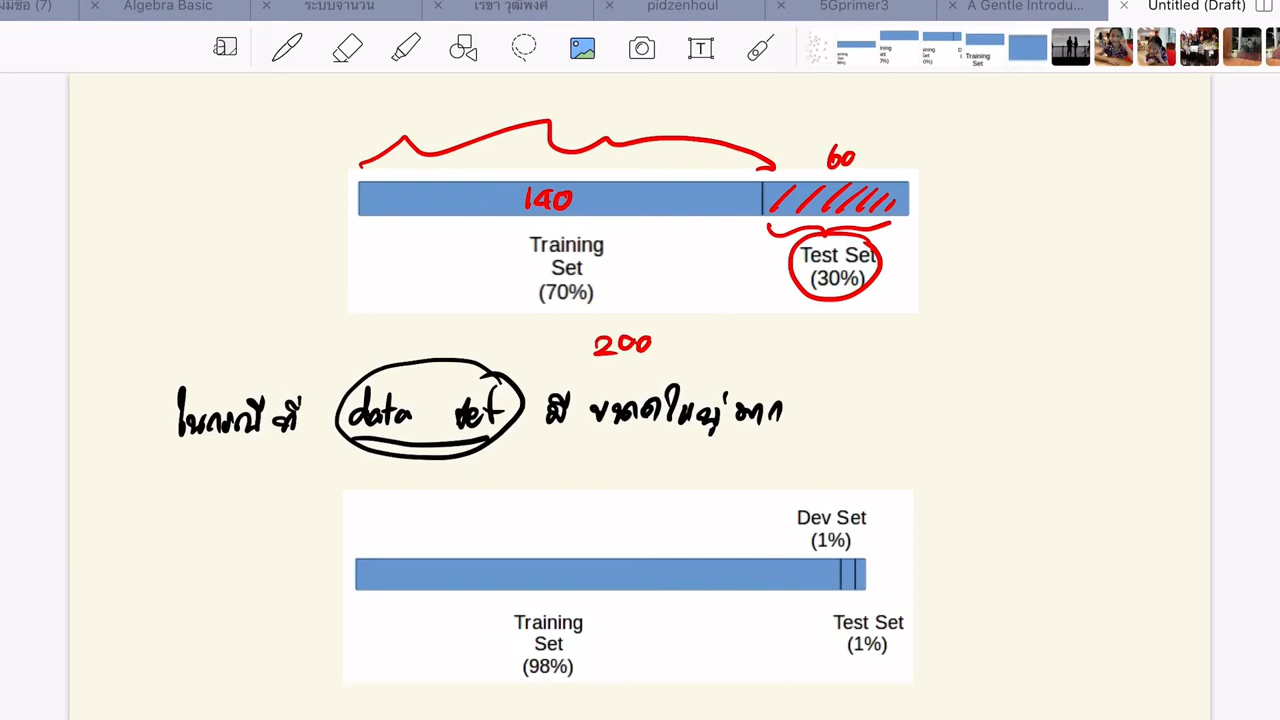 Algebra Basic
ระบบจำนวน
เรขา วุฒิพงศ์
pidzenhoul
5Gprimer3
A Gentle Introdu...
Untitled (Draft)
60
140
Training
Set
(70%)
Test Set
(30%)
200
ในกรณีที่ data set มี ขนาดใหญ่มาก
Dev Set
(1%)
Training
Set
(98%)
Test Set
(1%)